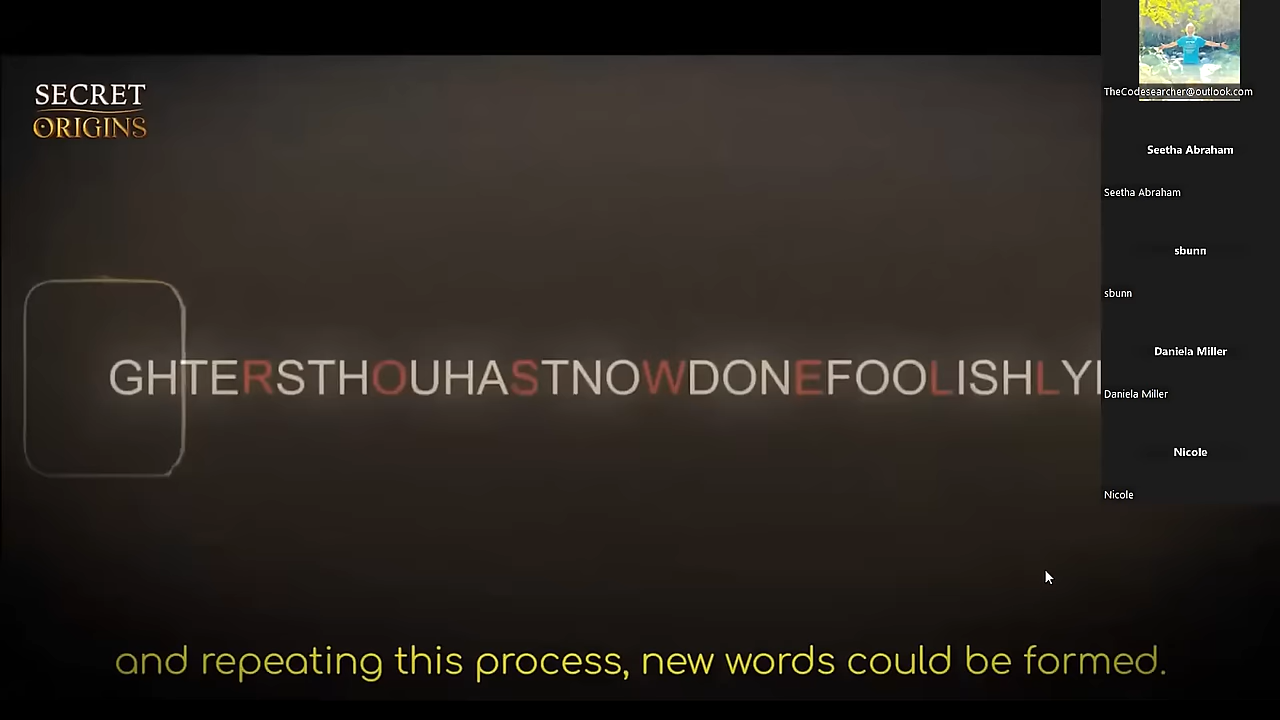 SECRET
ORIGINS
GHTERSTHOUHASTNOWDONEFOOLISHLY
and repeating this process, new words could be formed.
TheCodesearcher@outlook.com
Seetha Abraham
Seetha Abraham
sbunn
sbunn
Daniela Miller
Daniela Miller
Nicole
Nicole